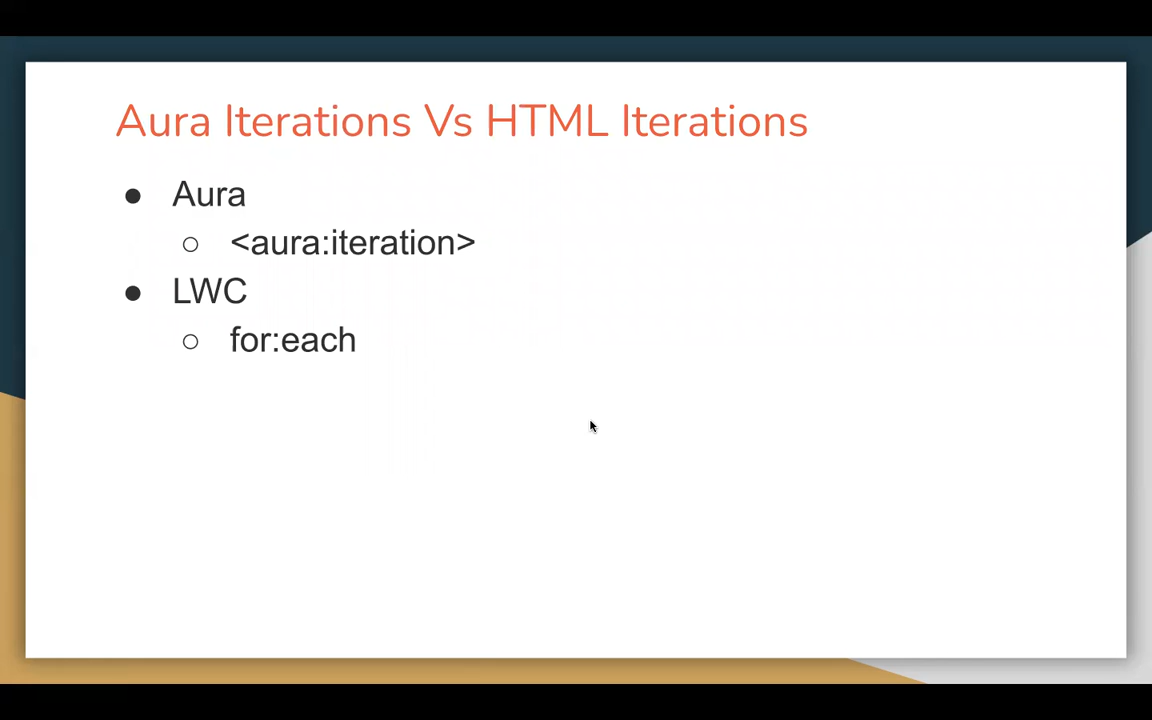 Aura Iterations Vs HTML Iterations
● Aura
○ <aura:iteration>
● LWC
○ for:each